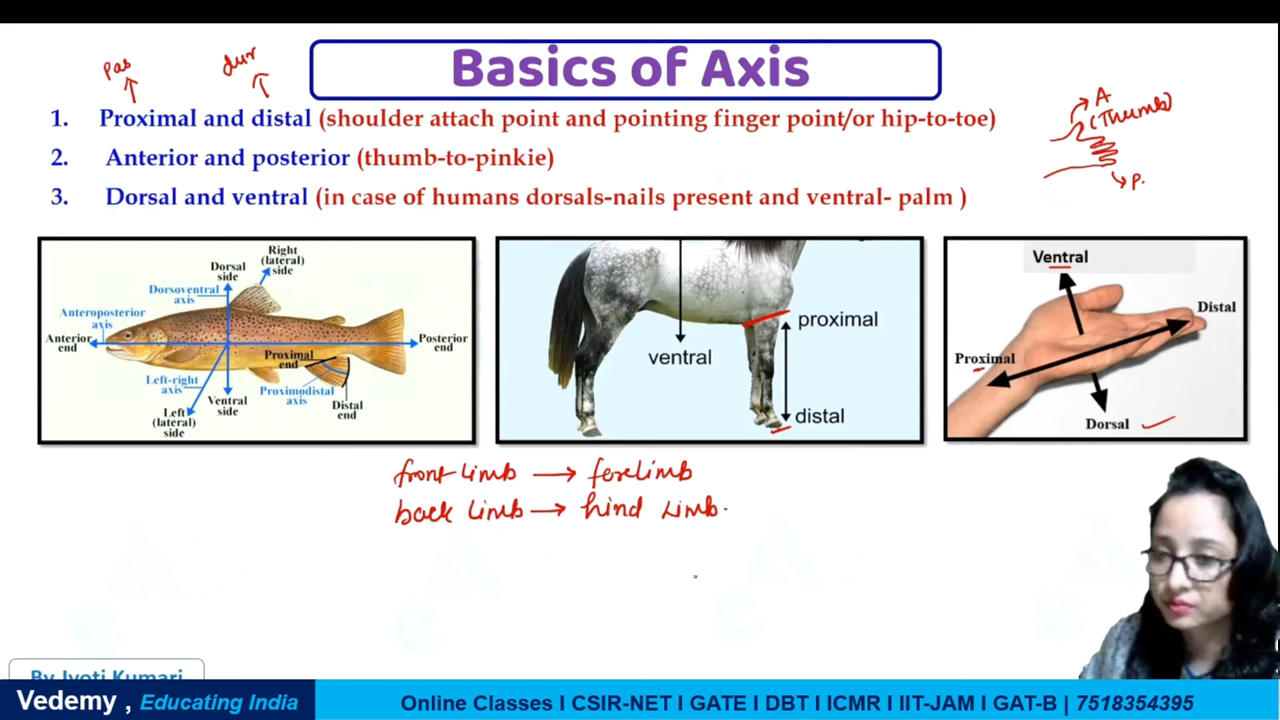 Basics of Axis
pas
dur
1. Proximal and distal (shoulder attach point and pointing finger point/or hip-to-toe)
2. Anterior and posterior (thumb-to-pinkie)
3. Dorsal and ventral (in case of humans dorsals-nails present and ventral- palm )
A
(Thumb)
P.
Right
(lateral)
side
Dorsal
side
Dorsoventral
axis
Anteroposterior
axis
Anterior
end
Posterior
end
Proximal
end
Left-right
axis
Proximodistal
axis
Ventral
side
Distal
end
Left
(lateral)
side
proximal
ventral
distal
Ventral
Distal
Proximal
Dorsal
front Limb → forelimb
back Limb → hind Limb.
By Jyoti Kumari
Vedemy , Educating India
Online Classes I CSIR-NET I GATE I DBT I ICMR I IIT-JAM I GAT-B | 7518354395